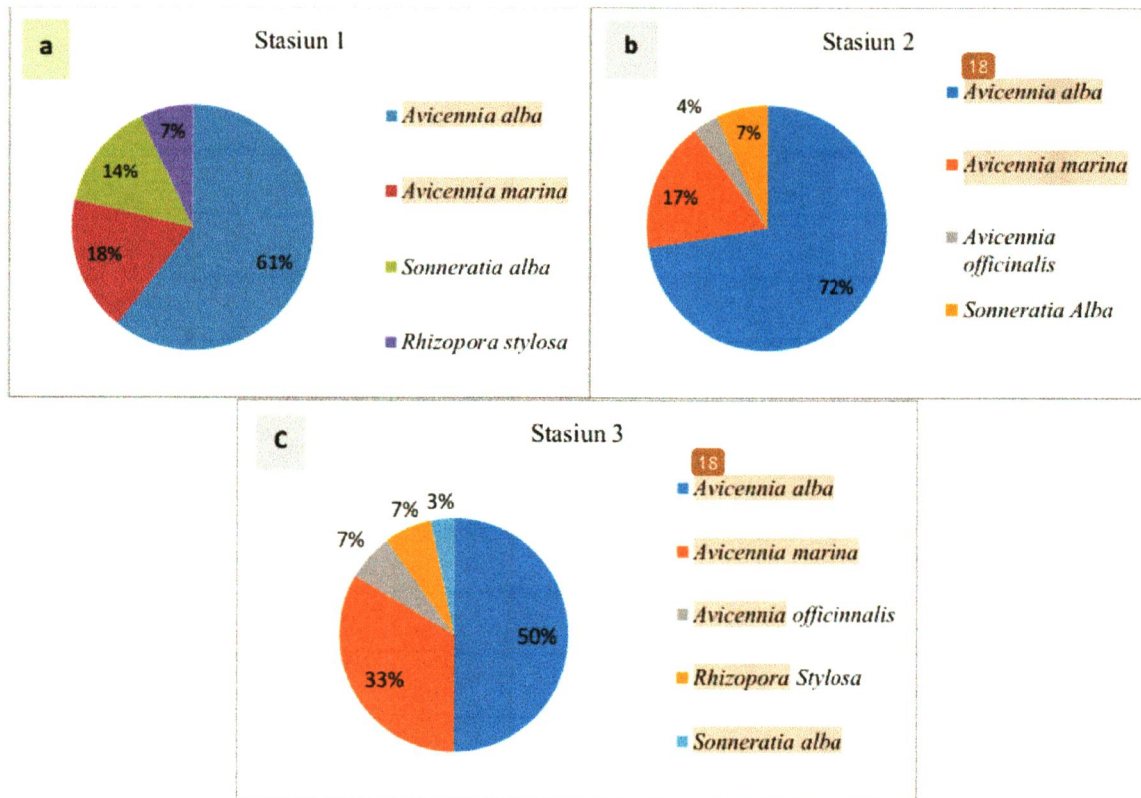 a
Stasiun 1
7%
14%
18%
61%
Avicennia alba
Avicennia marina
Sonneratia alba
Rhizopora stylosa
b
Stasiun 2
4%
7%
17%
72%
18
Avicennia alba
Avicennia marina
Avicennia
officinalis
Sonneratia Alba
c
Stasiun 3
3%
7%
7%
50%
33%
18
Avicennia alba
Avicennia marina
Avicennia officinnalis
Rhizopora Stylosa
Sonneratia alba